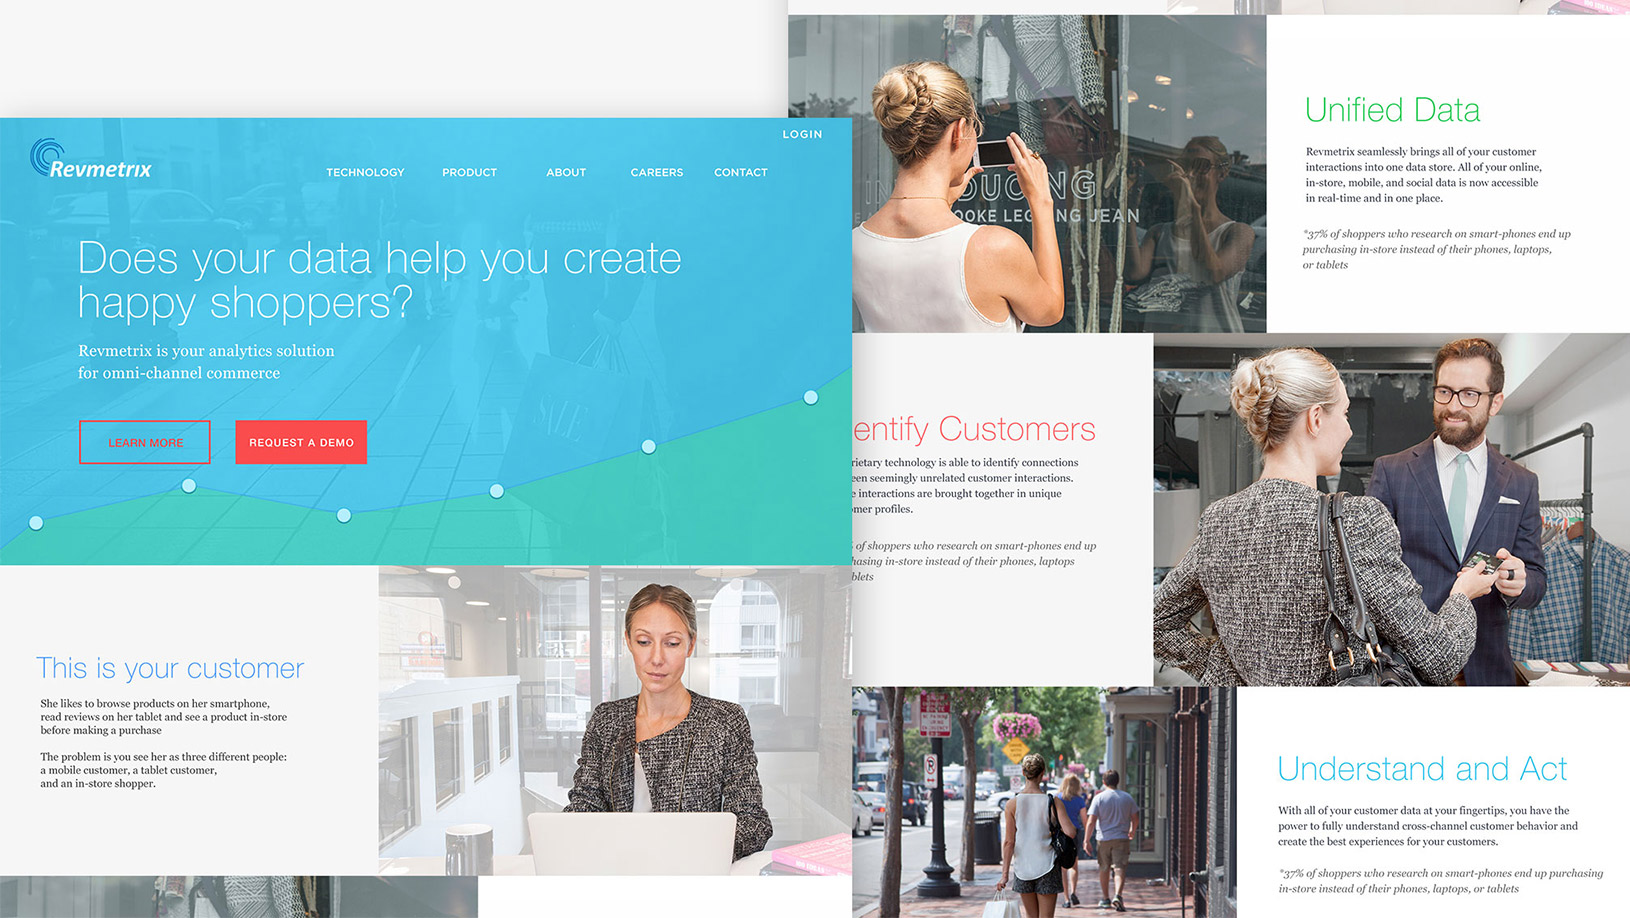 LOGIN
Revmetrix
TECHNOLOGY PRODUCT ABOUT CAREERS CONTACT
Does your data help you create
happy shoppers?
Revmetrix is your analytics solution
for omni-channel commerce
LEARN MORE
REQUEST A DEMO
This is your customer
She likes to browse products on her smartphone,
read reviews on her tablet and see a product in-store
before making a purchase
The problem is you see her as three different people:
a mobile customer, a tablet customer,
and an in-store shopper.
Unified Data
Revmetrix seamlessly brings all of your customer
interactions into one data store. All of your online,
in-store, mobile, and social data is now accessible
in real-time and in one place.
*37% of shoppers who research on smart-phones end up
purchasing in-store instead of their phones, laptops,
or tablets
entify Customers
rietary technology is able to identify connections
een seemingly unrelated customer interactions.
e interactions are brought together in unique
omer profiles.
of shoppers who research on smart-phones end up
hasing in-store instead of their phones, laptops
blets
Understand and Act
With all of your customer data at your fingertips, you have the
power to fully understand cross-channel customer behavior and
create the best experiences for your customers.
*37% of shoppers who research on smart-phones end up purchasing
in-store instead of their phones, laptops, or tablets